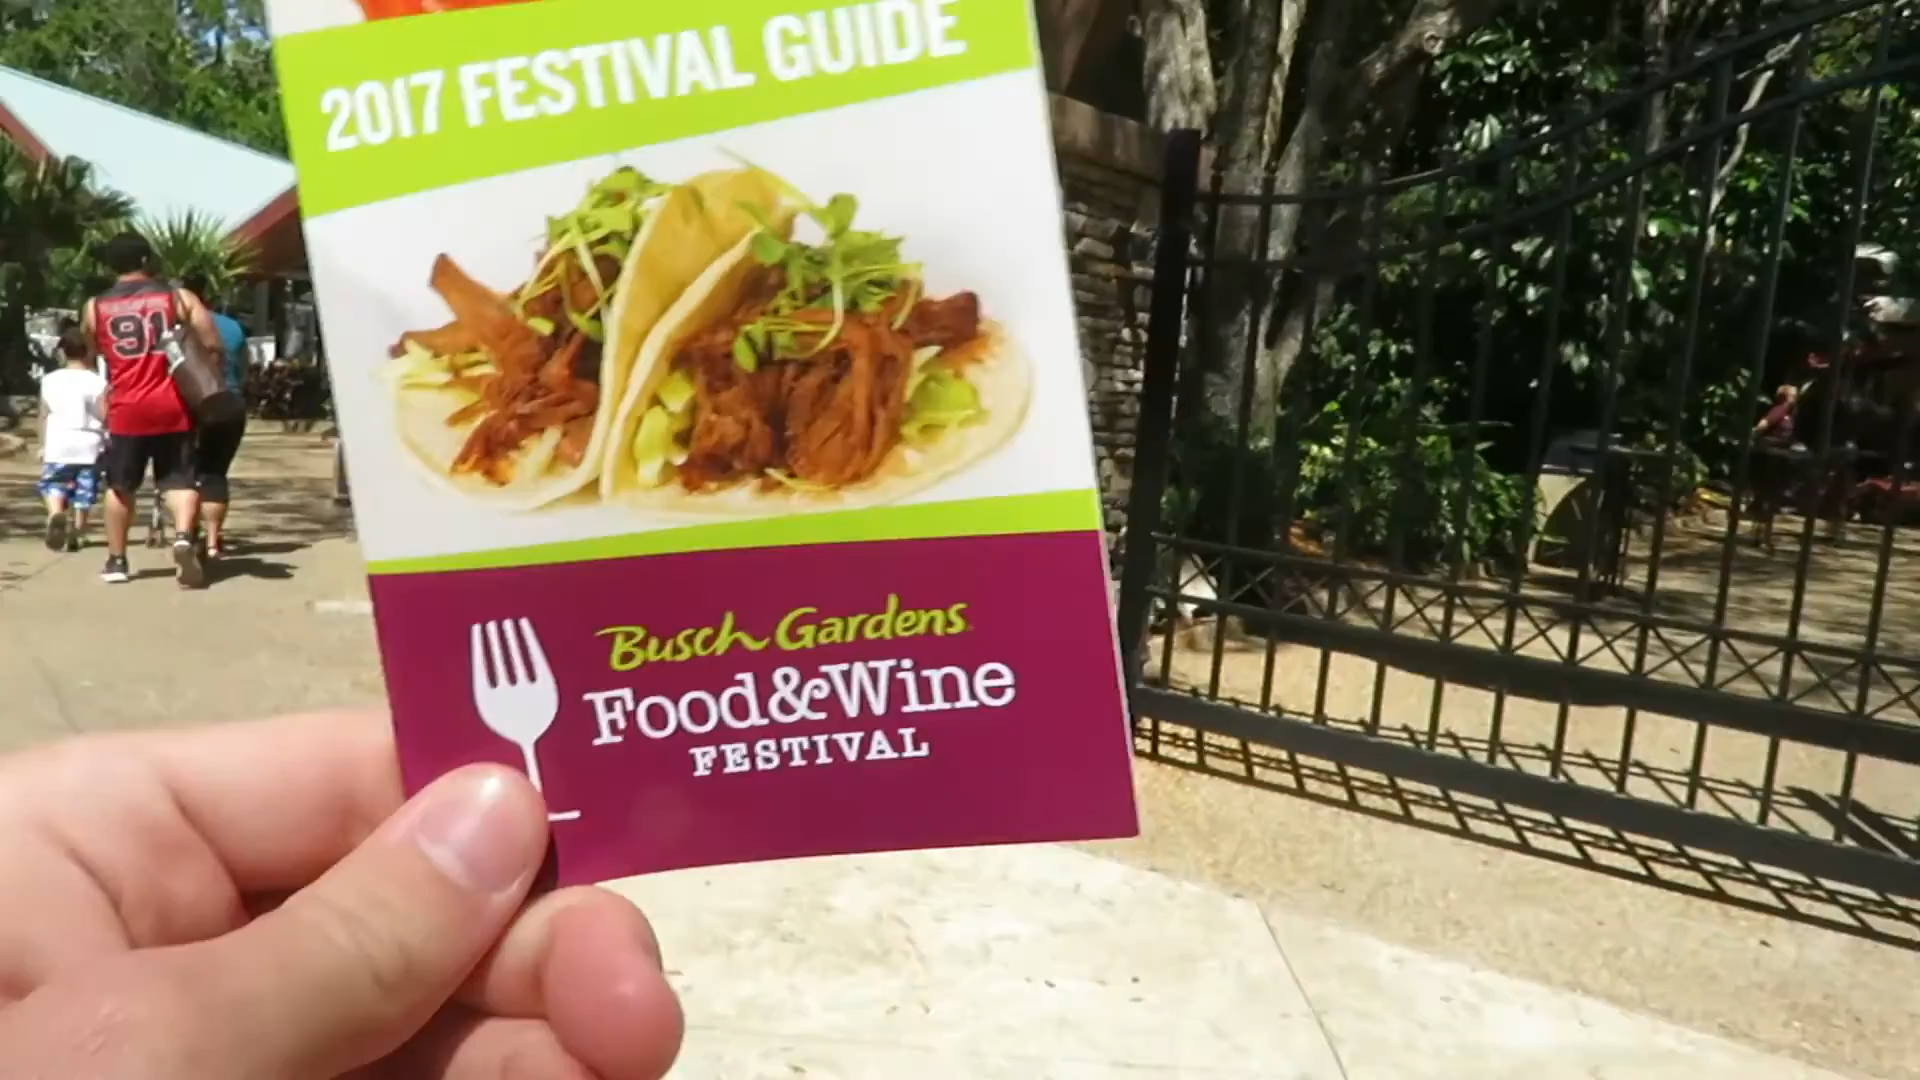 2017 FESTIVAL GUIDE
91
Busch Gardens
Food&Wine
FESTIVAL